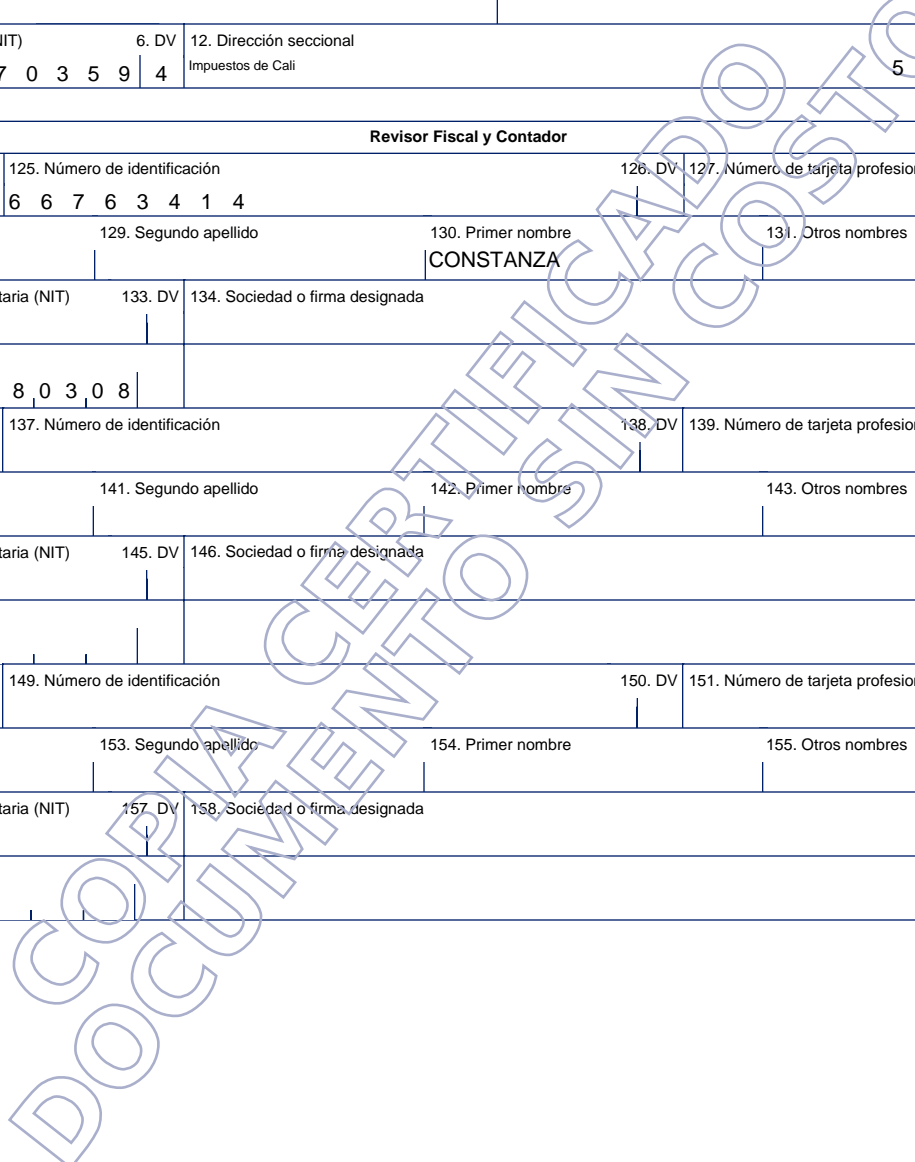 NIT) 6. DV 12. Dirección seccional
7 0 3 5 9 4 Impuestos de Cali 5
Revisor Fiscal y Contador
125. Número de identificación 126. DV 127. Número de tarjeta profesion
6 6 7 6 3 4 1 4
129. Segundo apellido 130. Primer nombre 131. Otros nombres
CONSTANZA
taria (NIT) 133. DV 134. Sociedad o firma designada
8 0 3 0 8
137. Número de identificación 138. DV 139. Número de tarjeta profesion
141. Segundo apellido 142. Primer nombre 143. Otros nombres
taria (NIT) 145. DV 146. Sociedad o firma designada
149. Número de identificación 150. DV 151. Número de tarjeta profesion
153. Segundo apellido 154. Primer nombre 155. Otros nombres
taria (NIT) 157. DV 158. Sociedad o firma designada
COPIA CERTIFICADO
DOCUMENTO SIN COSTO